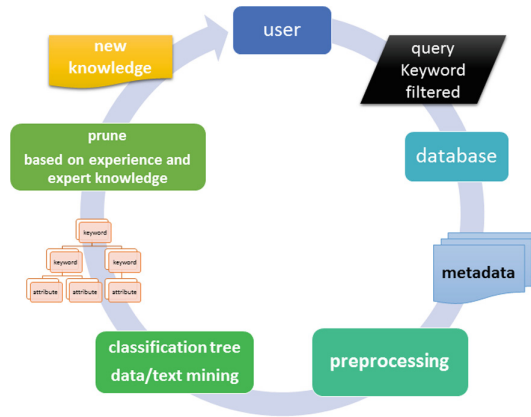 user
query
Keyword
filtered
database
metadata
preprocessing
classification tree
data/text mining
keyword
keyword
keyword
attribute
attribute
attribute
prune
based on experience and
expert knowledge
new
knowledge